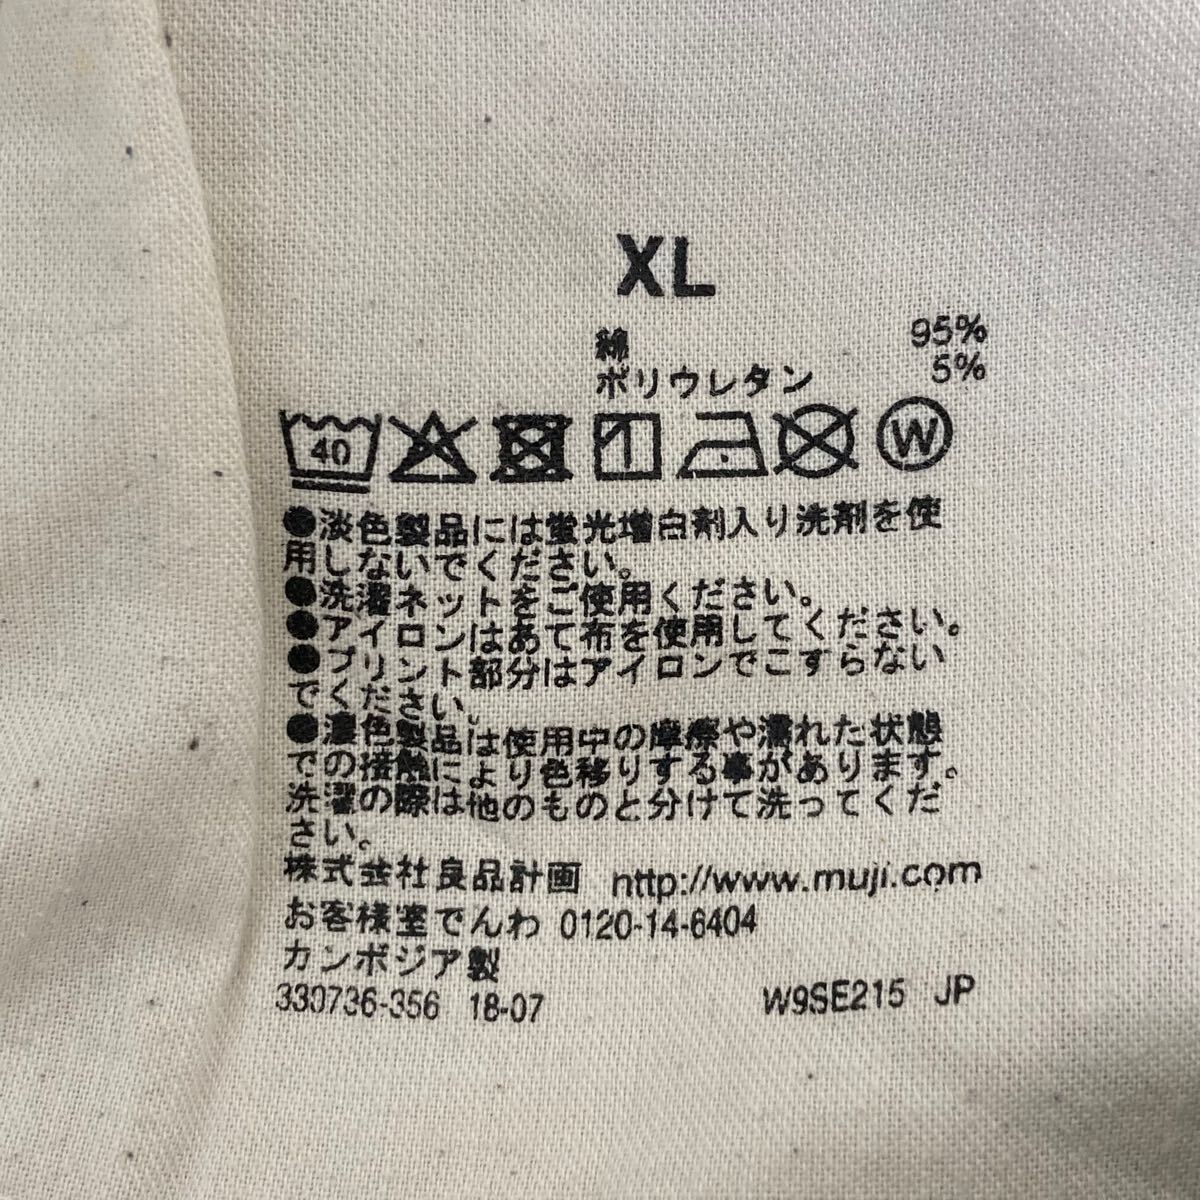 XL
綿 95%
ポリウレタン 5%
40 W
●淡色製品には蛍光増白剤入り洗剤を使
用しないでください。
●洗濯ネットをご使用ください。
●アイロンはあて布を使用してください。
●プリント部分はアイロンでこすらない
でください。
●濃色製品は使用中の摩擦や濡れた状態
での接触により色移りする事があります。
洗濯の際は他のものと分けて洗ってくだ
さい。
株式会社良品計画 http://www.muji.com
お客様室でんわ 0120-14-6404
カンボジア製
330736-356 18-07 W9SE215 JP